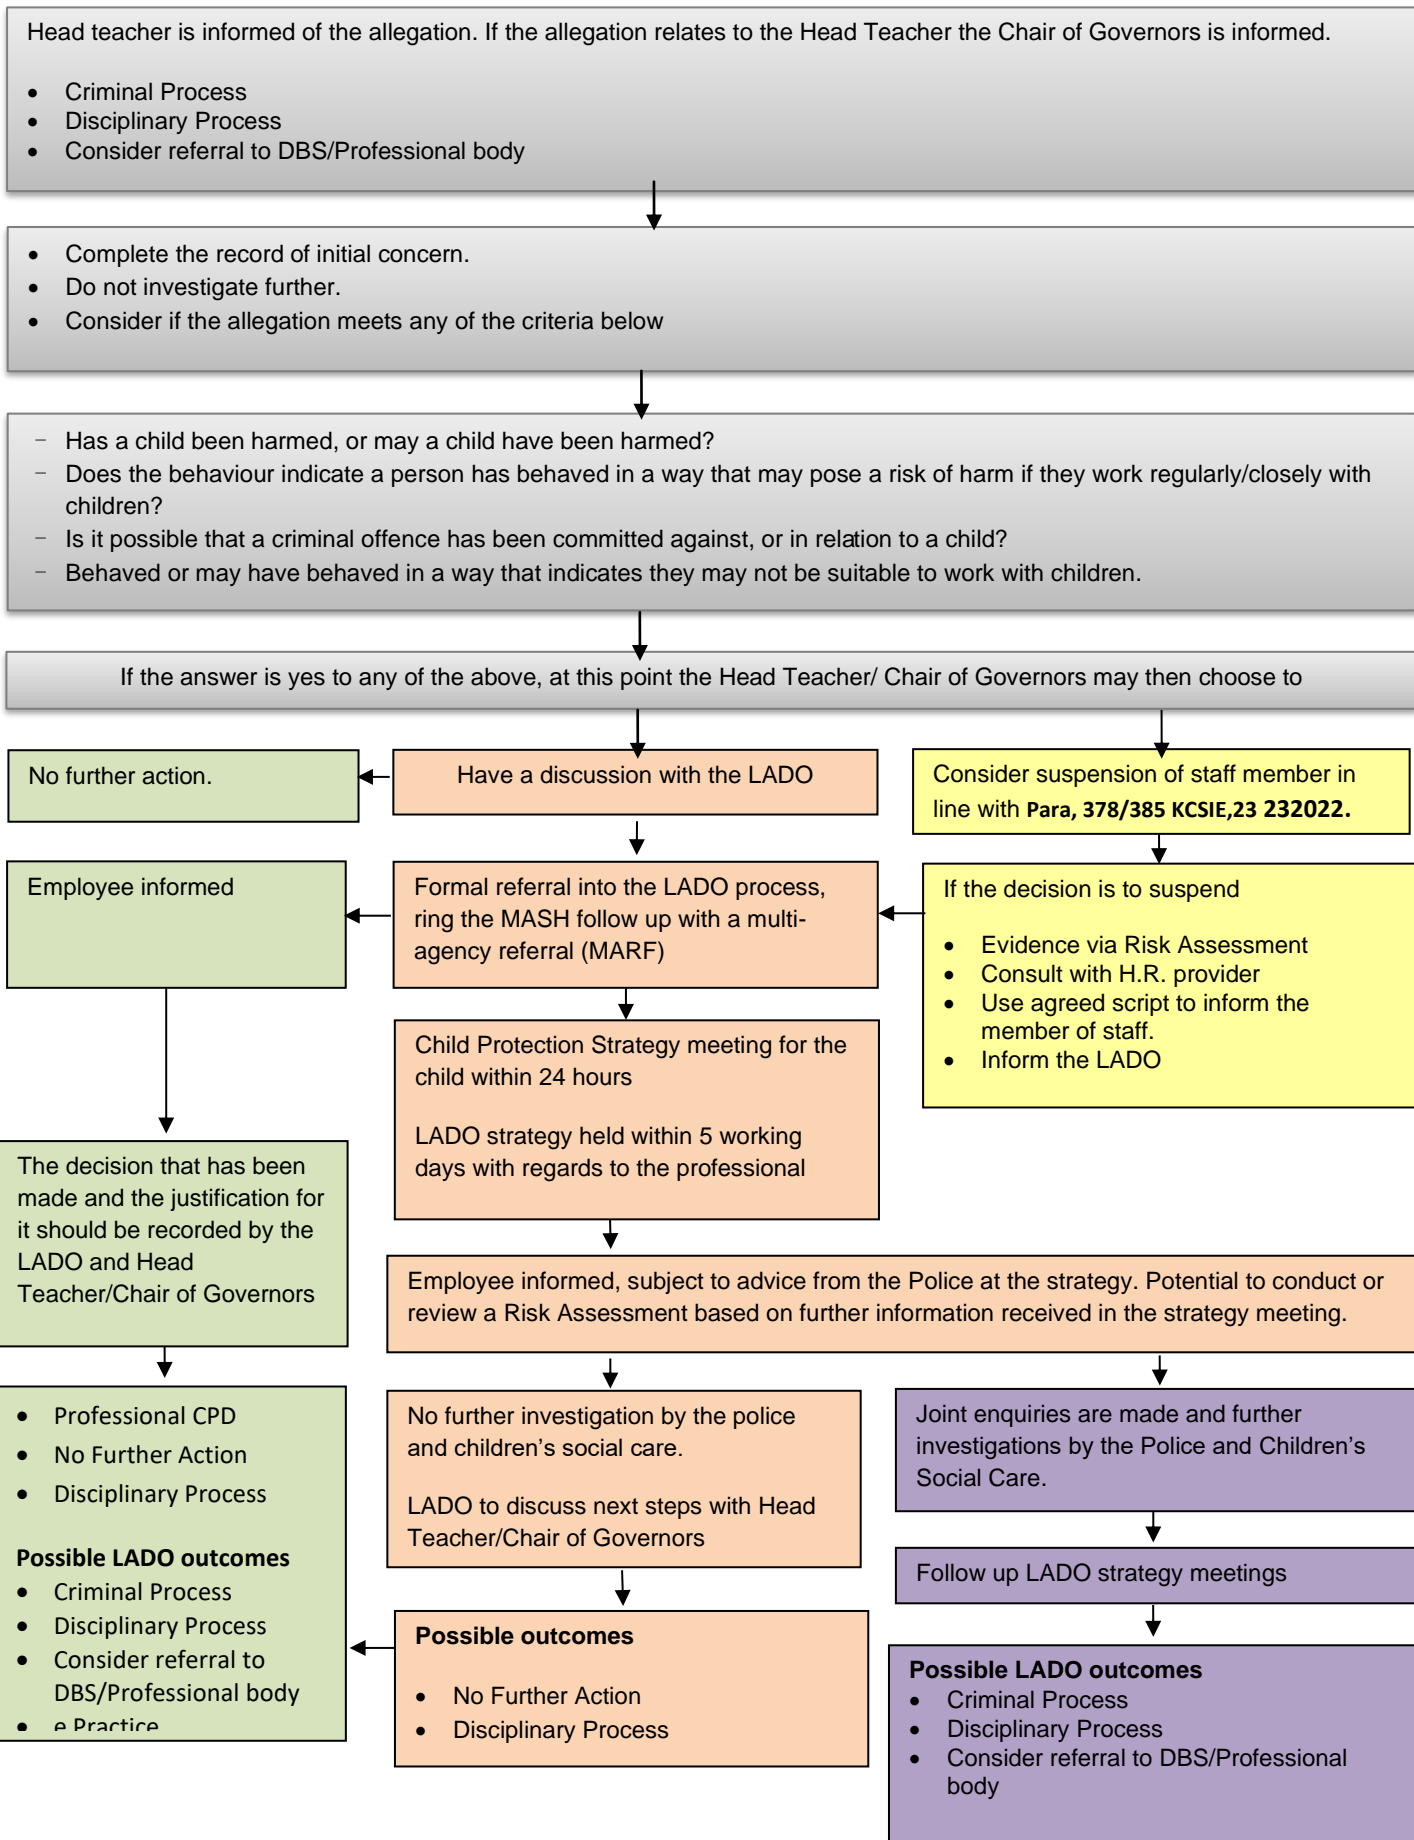 Head teacher is informed of the allegation. If the allegation relates to the Head Teacher the Chair of Governors is informed.
• Criminal Process
• Disciplinary Process
• Consider referral to DBS/Professional body
• Complete the record of initial concern.
• Do not investigate further.
• Consider if the allegation meets any of the criteria below
− Has a child been harmed, or may a child have been harmed?
− Does the behaviour indicate a person has behaved in a way that may pose a risk of harm if they work regularly/closely with
children?
− Is it possible that a criminal offence has been committed against, or in relation to a child?
− Behaved or may have behaved in a way that indicates they may not be suitable to work with children.
If the answer is yes to any of the above, at this point the Head Teacher/ Chair of Governors may then choose to
No further action.
Have a discussion with the LADO
Consider suspension of staff member in
line with Para, 378/385 KCSIE,23 232022.
Employee informed
Formal referral into the LADO process,
ring the MASH follow up with a multi-
agency referral (MARF)
If the decision is to suspend
• Evidence via Risk Assessment
• Consult with H.R. provider
• Use agreed script to inform the
member of staff.
• Inform the LADO
Child Protection Strategy meeting for the
child within 24 hours
LADO strategy held within 5 working
days with regards to the professional
The decision that has been
made and the justification for
it should be recorded by the
LADO and Head
Teacher/Chair of Governors
Employee informed, subject to advice from the Police at the strategy. Potential to conduct or
review a Risk Assessment based on further information received in the strategy meeting.
• Professional CPD
• No Further Action
• Disciplinary Process
Possible LADO outcomes
• Criminal Process
• Disciplinary Process
• Consider referral to
DBS/Professional body
• e Practice
No further investigation by the police
and children's social care.
LADO to discuss next steps with Head
Teacher/Chair of Governors
Joint enquiries are made and further
investigations by the Police and Children's
Social Care.
Follow up LADO strategy meetings
Possible outcomes
• No Further Action
• Disciplinary Process
Possible LADO outcomes
• Criminal Process
• Disciplinary Process
• Consider referral to DBS/Professional
body